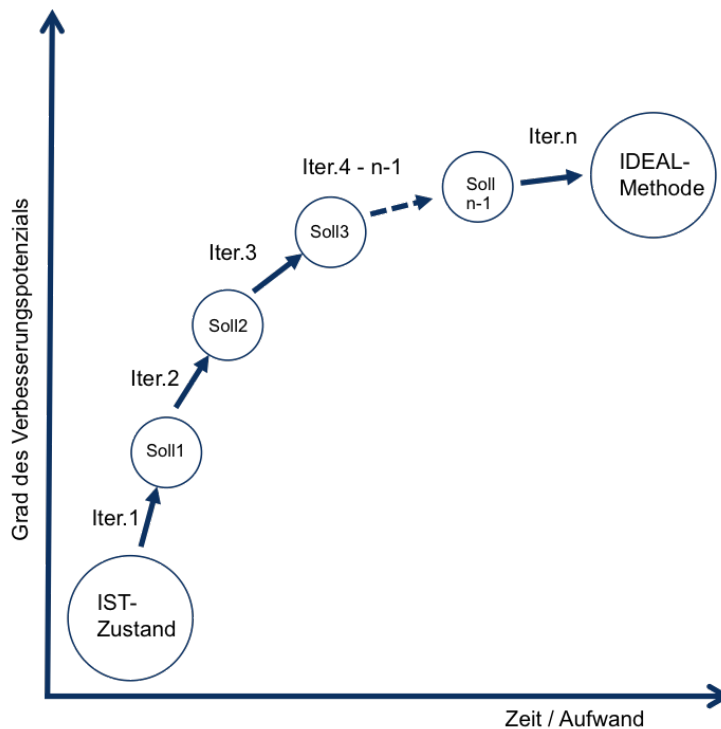 Iter.n
IDEAL-
Methode
Iter.4 - n-1
Soll
n-1
Soll3
Iter.3
Soll2
Iter.2
Soll1
Iter.1
IST-
Zustand
Grad des Verbesserungspotenzials
Zeit / Aufwand